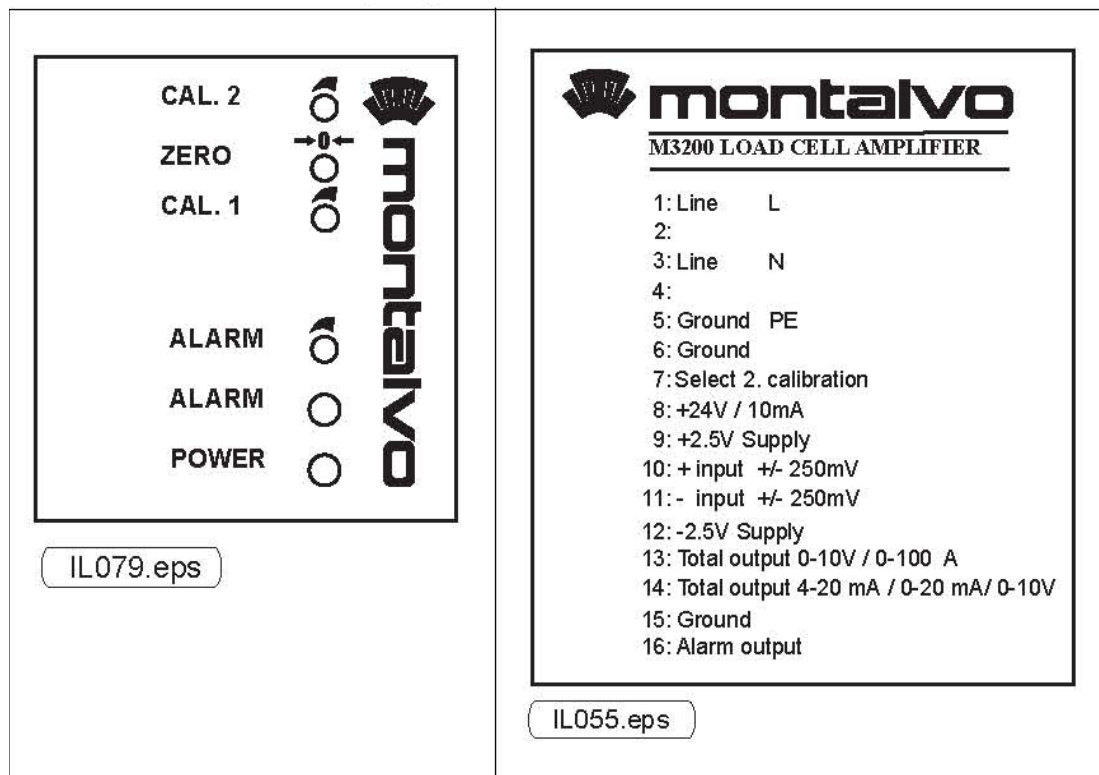 CAL. 2
→0←
ZERO
CAL. 1
ALARM
ALARM
POWER
montalvo
IL079.eps
montalvo
M3200 LOAD CELL AMPLIFIER
1: Line L
2:
3: Line N
4:
5: Ground PE
6: Ground
7: Select 2. calibration
8: +24V / 10mA
9: +2.5V Supply
10: + input +/- 250mV
11: - input +/- 250mV
12: -2.5V Supply
13: Total output 0-10V / 0-100 A
14: Total output 4-20 mA / 0-20 mA/ 0-10V
15: Ground
16: Alarm output
IL055.eps